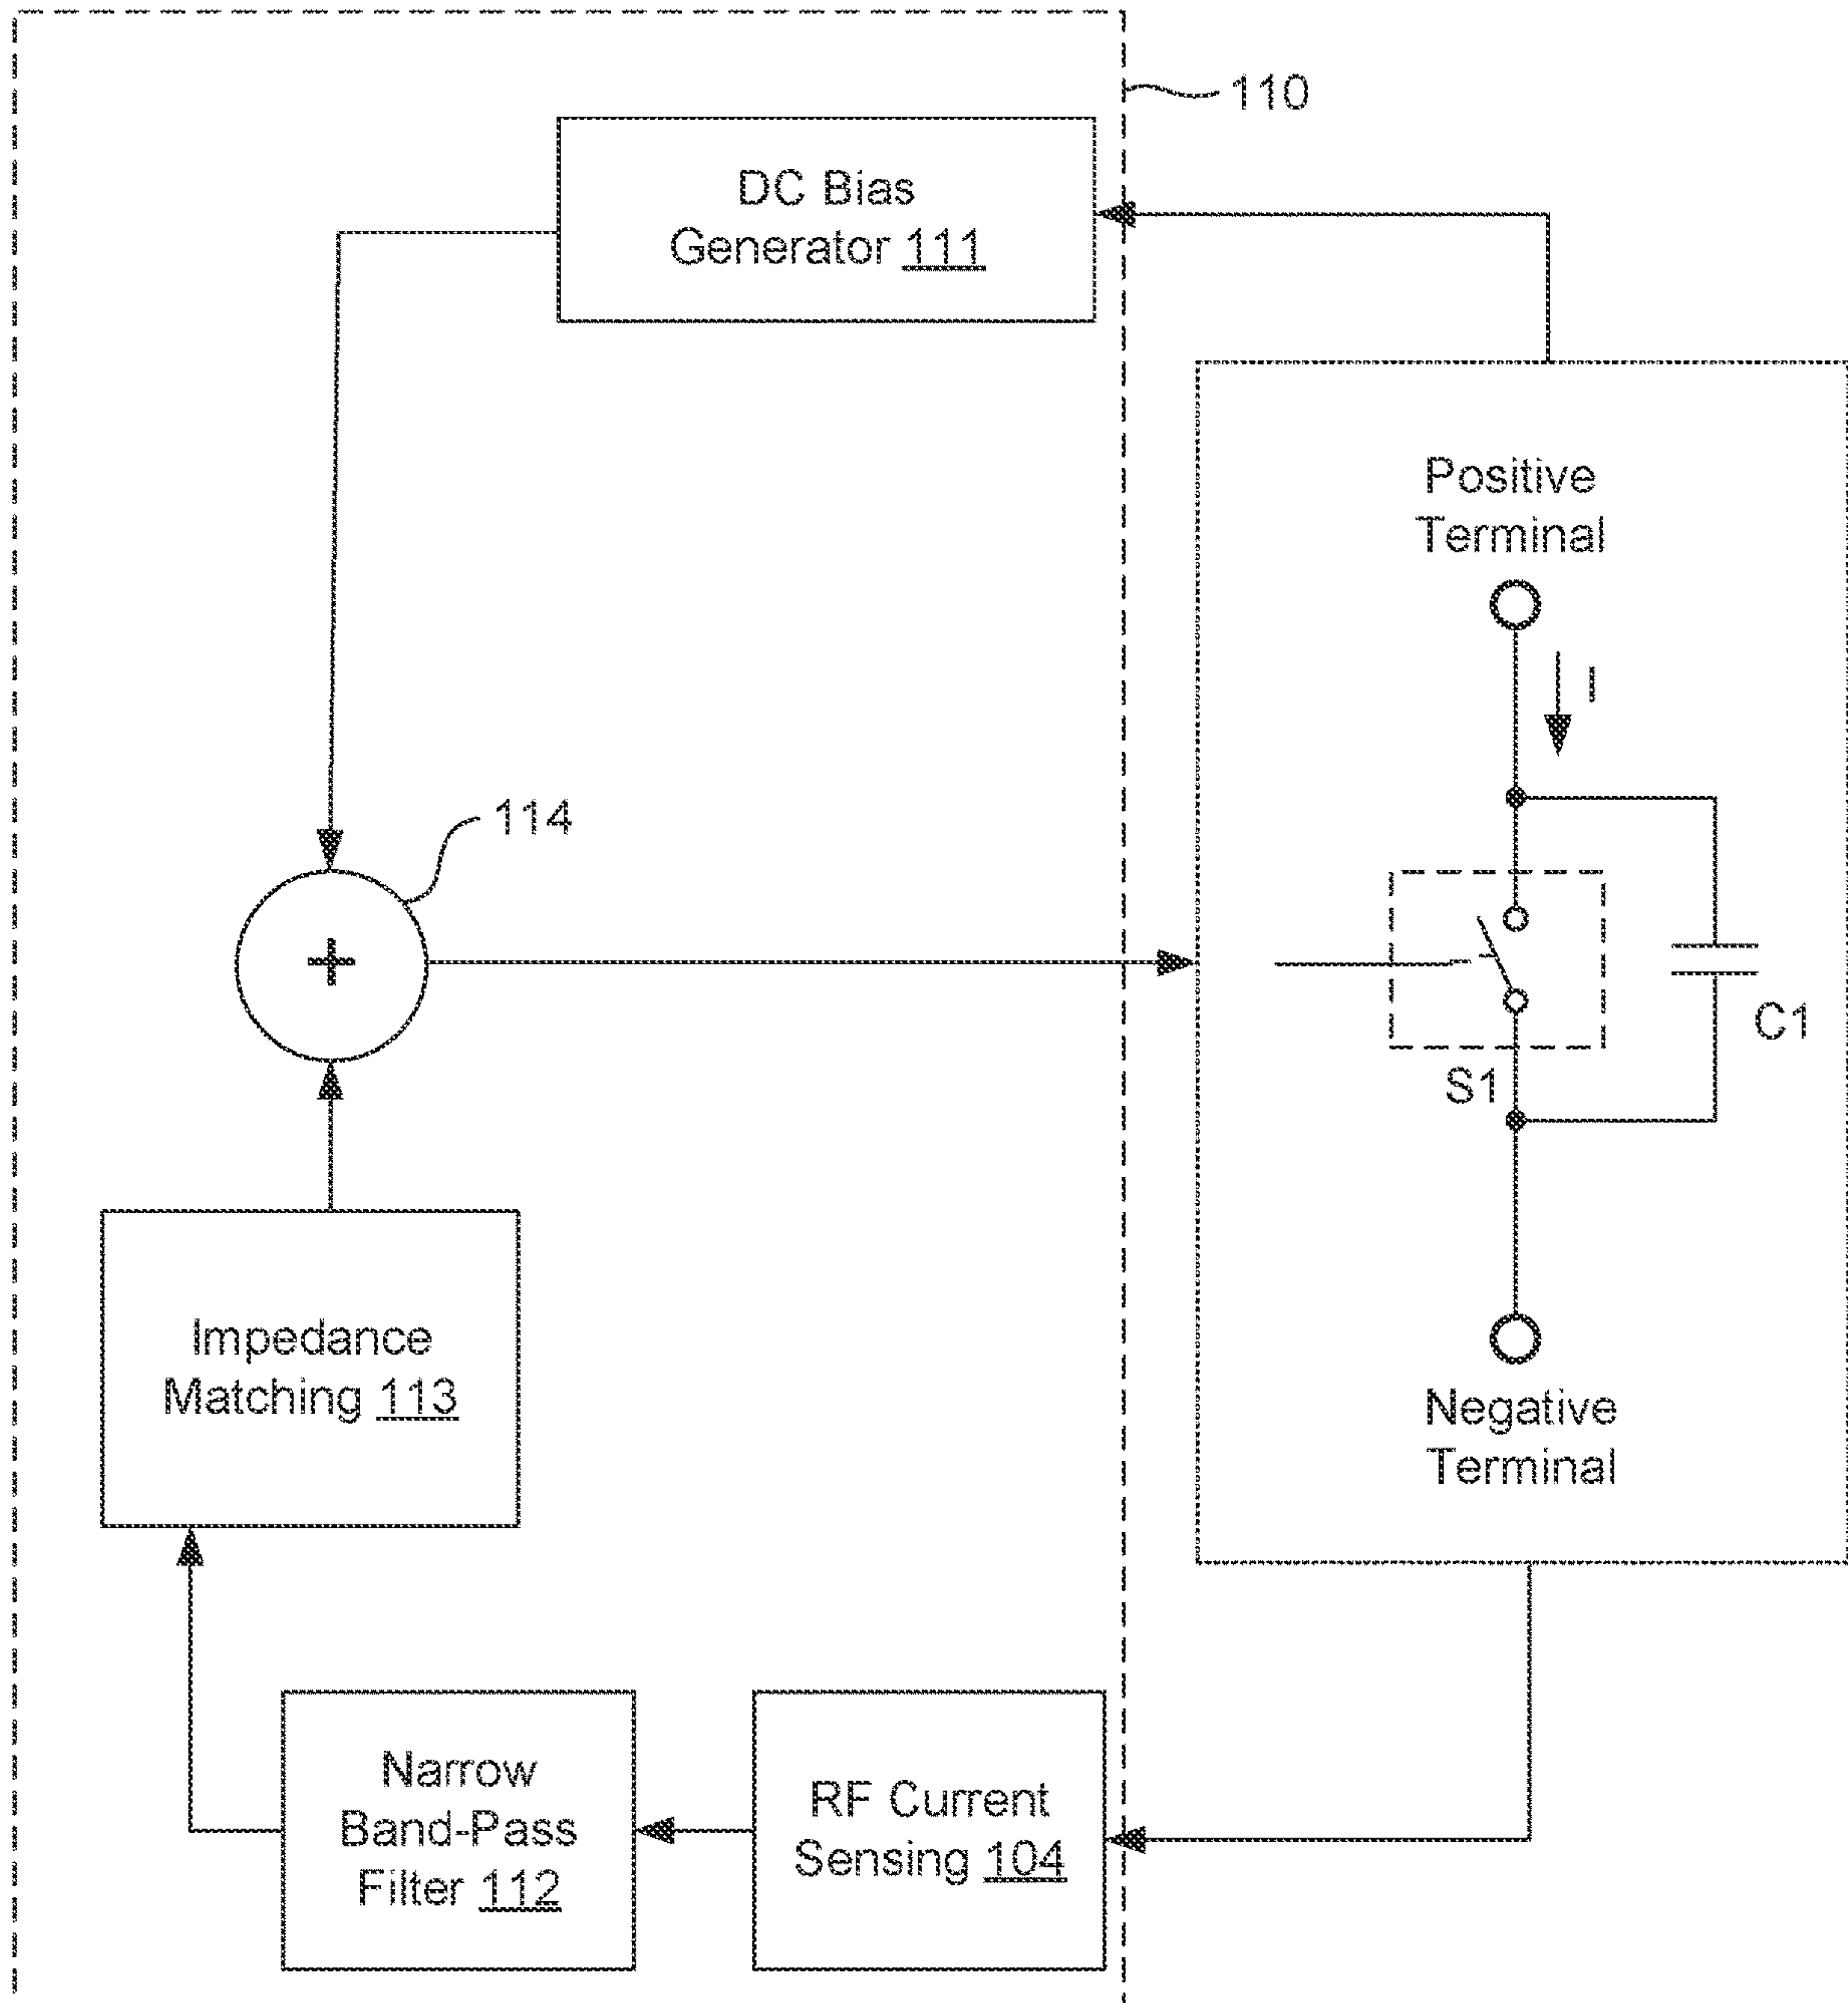 110
DC Bias
Generator 111
Positive
Terminal
I
114
+
C1
S1
Impedance
Matching 113
Negative
Terminal
Narrow
Band-Pass
Filter 112
RF Current
Sensing 104